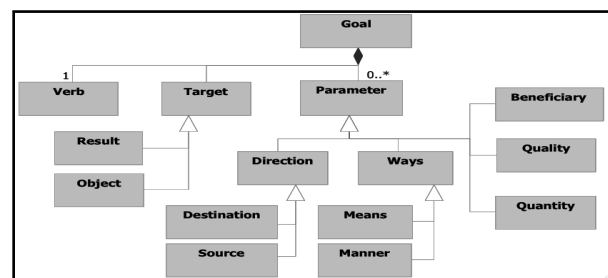 Goal
1
0..*
Verb
Target
Parameter
Beneficiary
Result
Quality
Direction
Ways
Object
Quantity
Destination
Means
Source
Manner